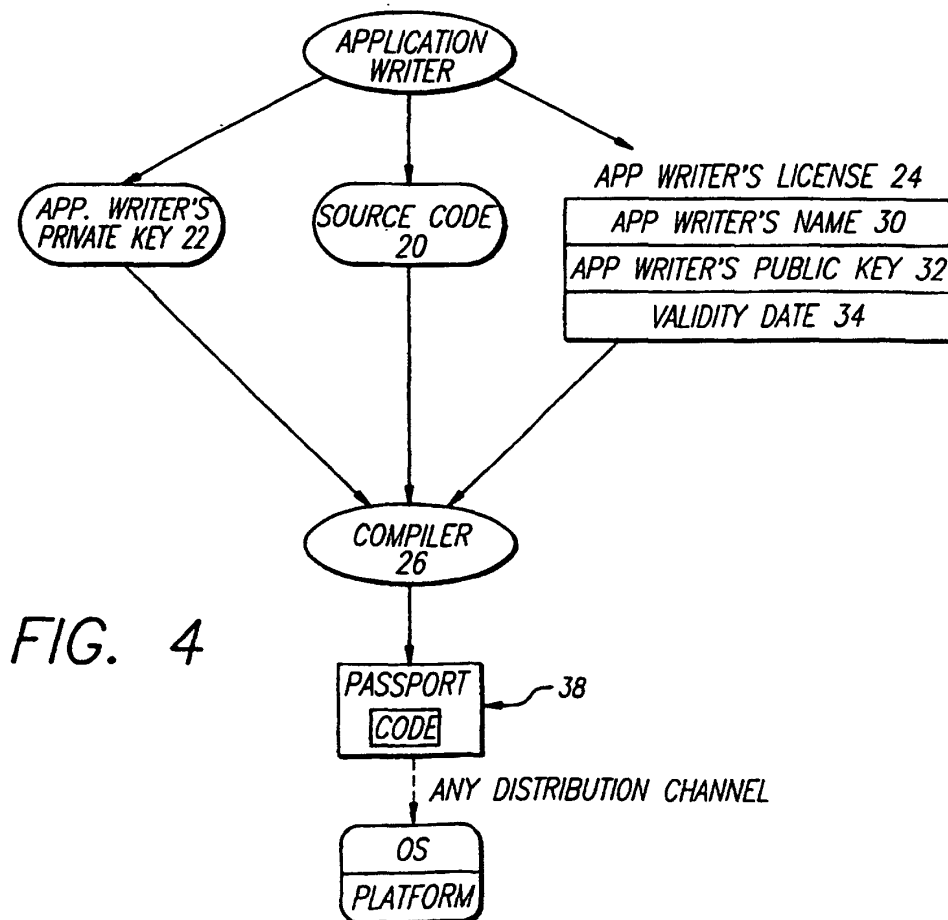 APPLICATION
WRITER
APP. WRITER'S
PRIVATE KEY 22
SOURCE CODE
20
APP WRITER'S LICENSE 24
APP WRITER'S NAME 30
APP WRITER'S PUBLIC KEY 32
VALIDITY DATE 34
COMPILER
26
FIG. 4
PASSPORT
CODE
38
ANY DISTRIBUTION CHANNEL
OS
PLATFORM